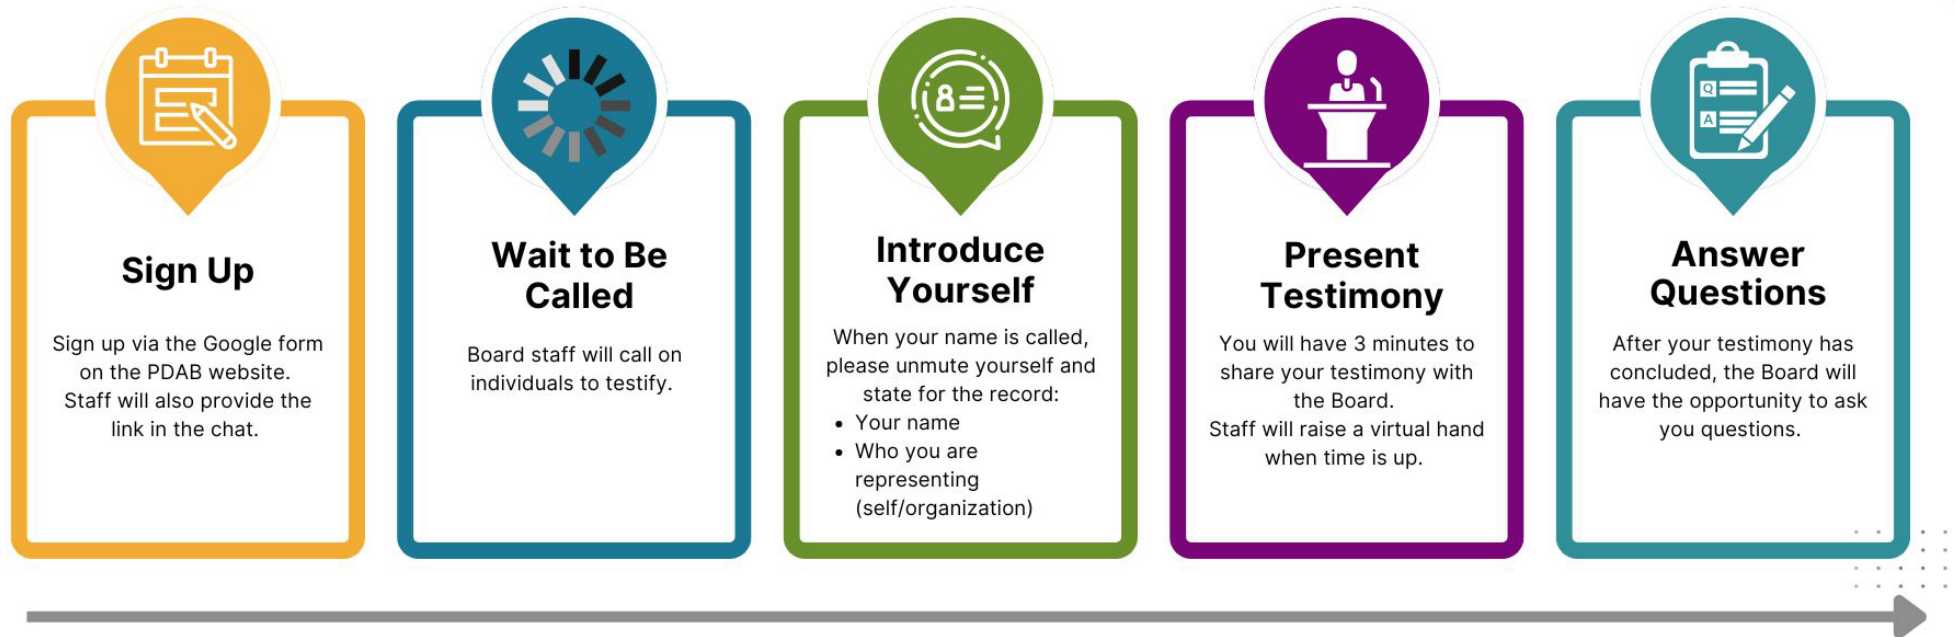 Sign Up
Sign up via the Google form
on the PDAB website.
Staff will also provide the
link in the chat.
Wait to Be
Called
Board staff will call on
individuals to testify.
Introduce
Yourself
When your name is called,
please unmute yourself and
state for the record:
• Your name
• Who you are
representing
(self/organization)
Present
Testimony
You will have 3 minutes to
share your testimony with
the Board.
Staff will raise a virtual hand
when time is up.
Q
A
Answer
Questions
After your testimony has
concluded, the Board will
have the opportunity to ask
you questions.